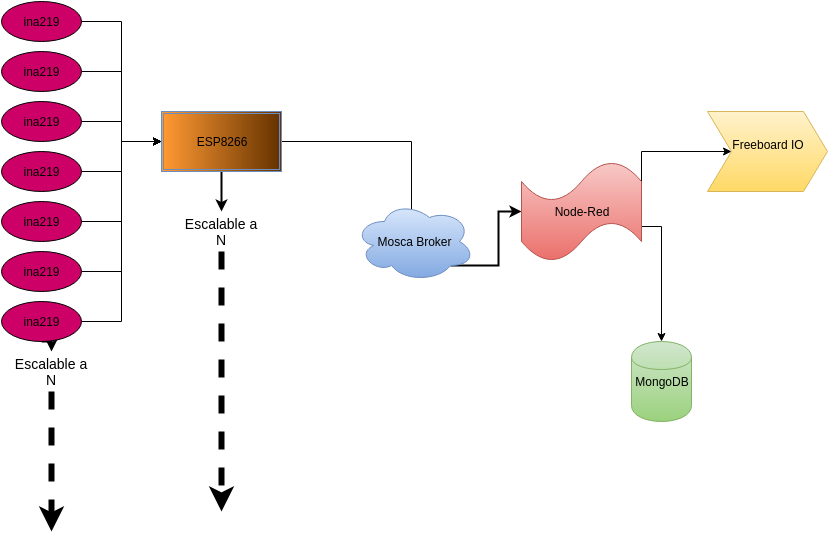 ina219
ina219
ina219
ina219
ina219
ina219
ina219
Escalable a
N
ESP8266
Escalable a
N
Mosca Broker
Node-Red
Freeboard IO
MongoDB